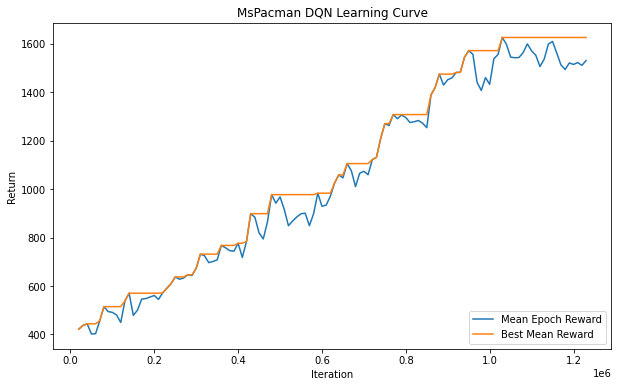 MsPacman DQN Learning Curve
1600
1400
1200
1000
800
600
400
Return
0.0
0.2
0.4
0.6
0.8
1.0
1.2
1e6
Iteration
Mean Epoch Reward
Best Mean Reward